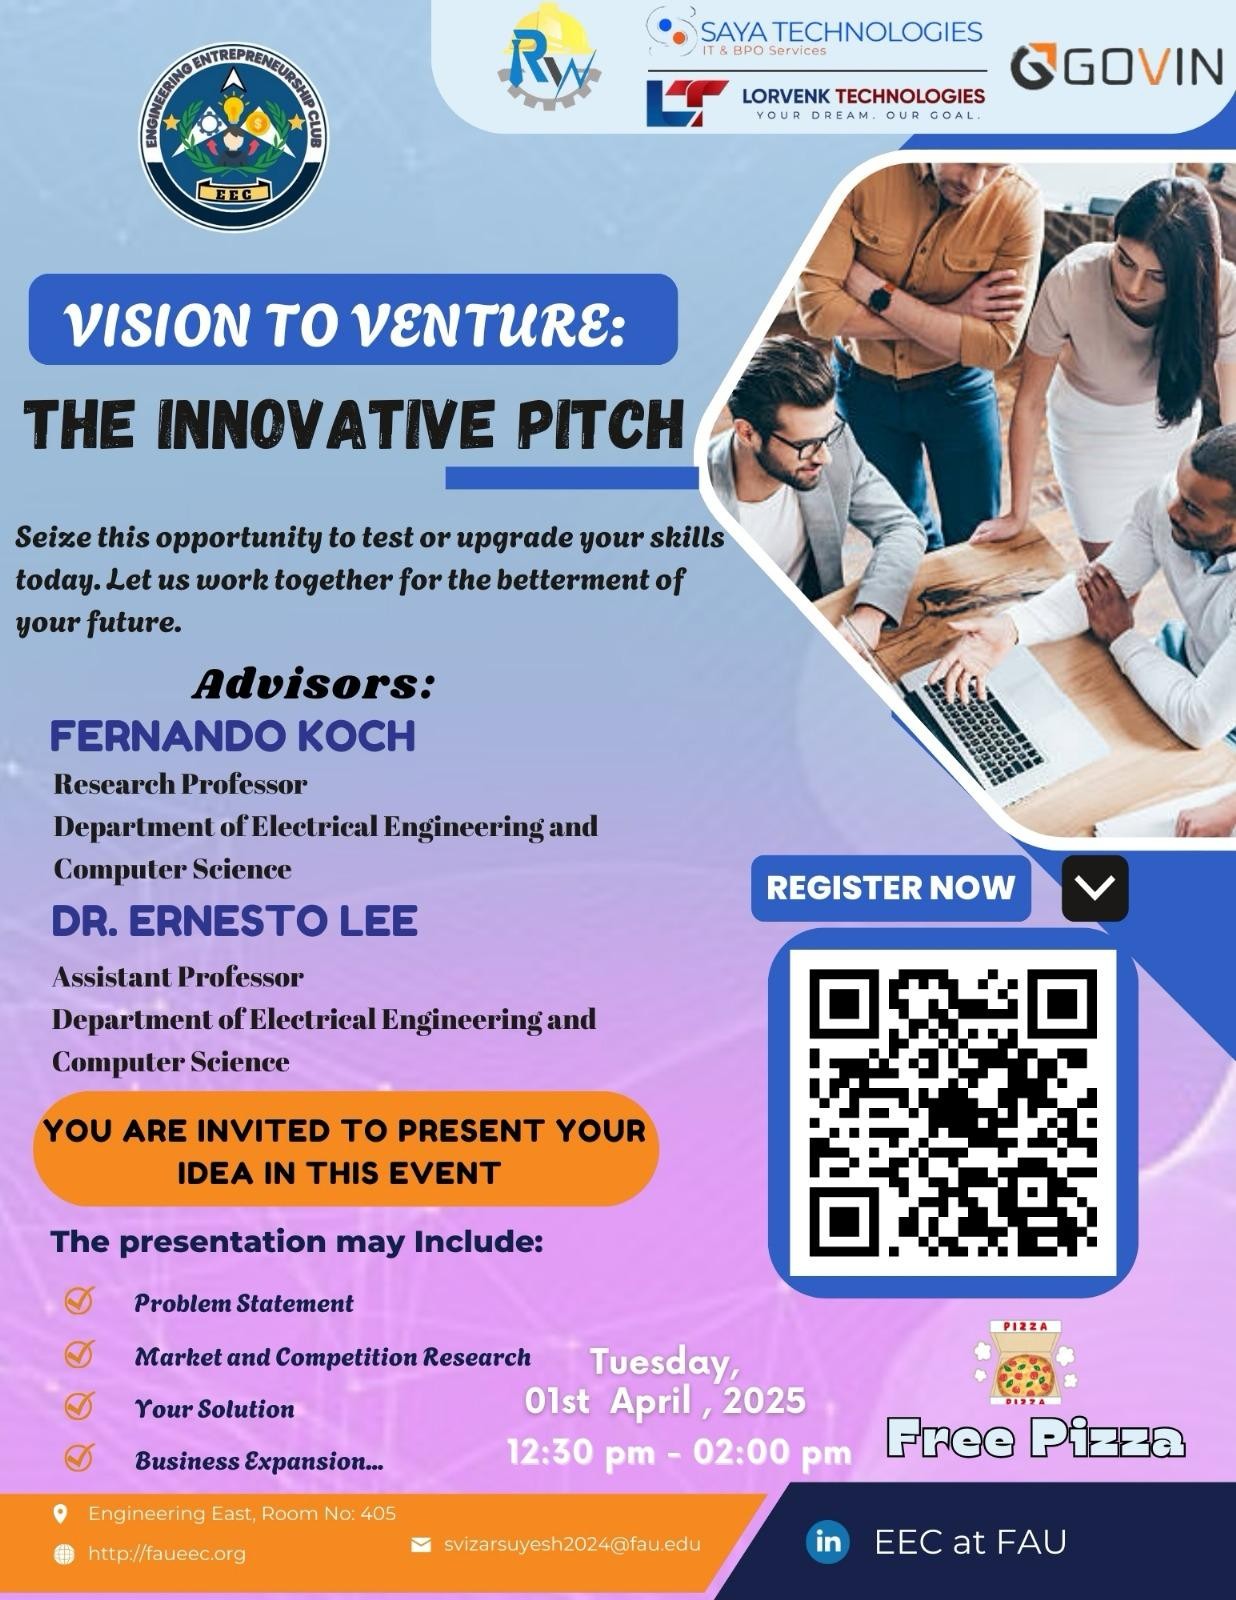 ENGINEERING ENTREPRENEURSHIP CLUB
EEC
RW
SAYA TECHNOLOGIES
IT & BPO Services
LT LORVENK TECHNOLOGIES
YOUR DREAM. OUR GOAL.
GOVIN
VISION TO VENTURE:
THE INNOVATIVE PITCH
Seize this opportunity to test or upgrade your skills
today. Let us work together for the betterment of
your future.
Advisors:
FERNANDO KOCH
Research Professor
Department of Electrical Engineering and
Computer Science
DR. ERNESTO LEE
Assistant Professor
Department of Electrical Engineering and
Computer Science
REGISTER NOW
YOU ARE INVITED TO PRESENT YOUR
IDEA IN THIS EVENT
The presentation may Include:
Problem Statement
Market and Competition Research
Your Solution
Business Expansion...
Tuesday,
01st April , 2025
12:30 pm - 02:00 pm
PIZZA
PIZZA
Free Pizza
Engineering East, Room No: 405
http://faueec.org
svizarsuyesh2024@fau.edu
in EEC at FAU